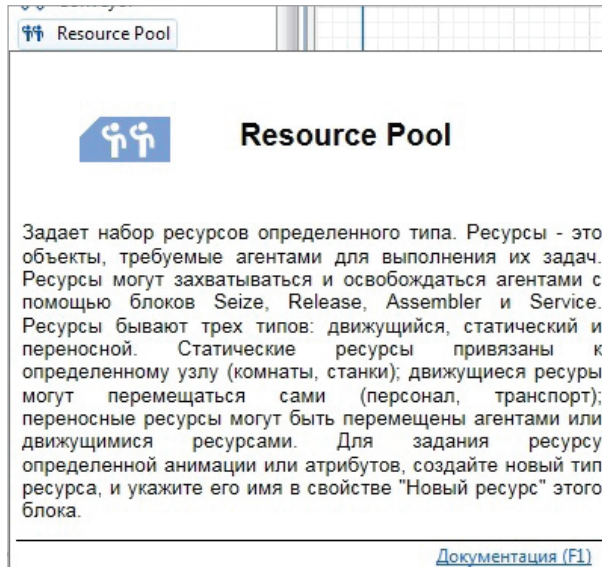 Resource Pool
Resource Pool
Задает набор ресурсов определенного типа. Ресурсы - это
объекты, требуемые агентами для выполнения их задач.
Ресурсы могут захватываться и освобождаться агентами с
помощью блоков Seize, Release, Assembler и Service.
Ресурсы бывают трех типов: движущийся, статический и
переносной. Статические ресурсы привязаны к
определенному узлу (комнаты, станки); движущиеся ресуры
могут перемещаться сами (персонал, транспорт);
переносные ресурсы могут быть перемещены агентами или
движущимися ресурсами. Для задания ресурсу
определенной анимации или атрибутов, создайте новый тип
ресурса, и укажите его имя в свойстве "Новый ресурс" этого
блока.
Документация (F1)